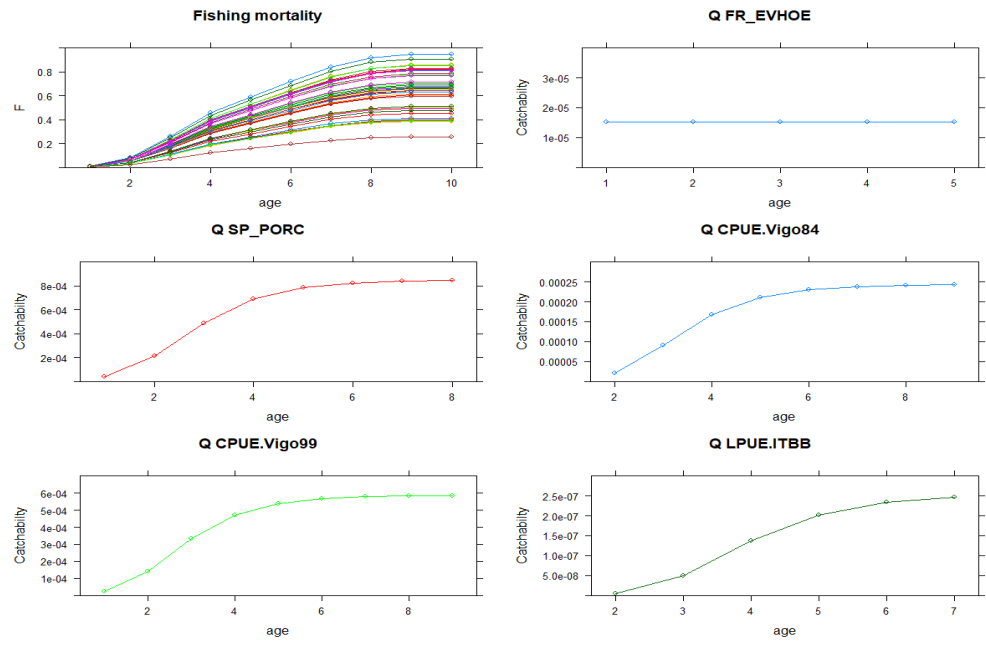 Fishing mortality
F
0.8
0.6
0.4
0.2
2
4
6
8
10
age
Q FR_EVHOE
Catchabilty
3e-05
2e-05
1e-05
1
2
3
4
5
age
Q SP_PORC
Catchabilty
8e-04
6e-04
4e-04
2e-04
2
4
6
8
age
Q CPUE.Vigo84
Catchabilty
0.00025
0.00020
0.00015
0.00010
0.00005
2
4
6
8
age
Q CPUE.Vigo99
Catchabilty
6e-04
5e-04
4e-04
3e-04
2e-04
1e-04
2
4
6
8
age
Q LPUE.ITBB
Catchabilty
2.5e-07
2.0e-07
1.5e-07
1.0e-07
5.0e-08
2
3
4
5
6
7
age